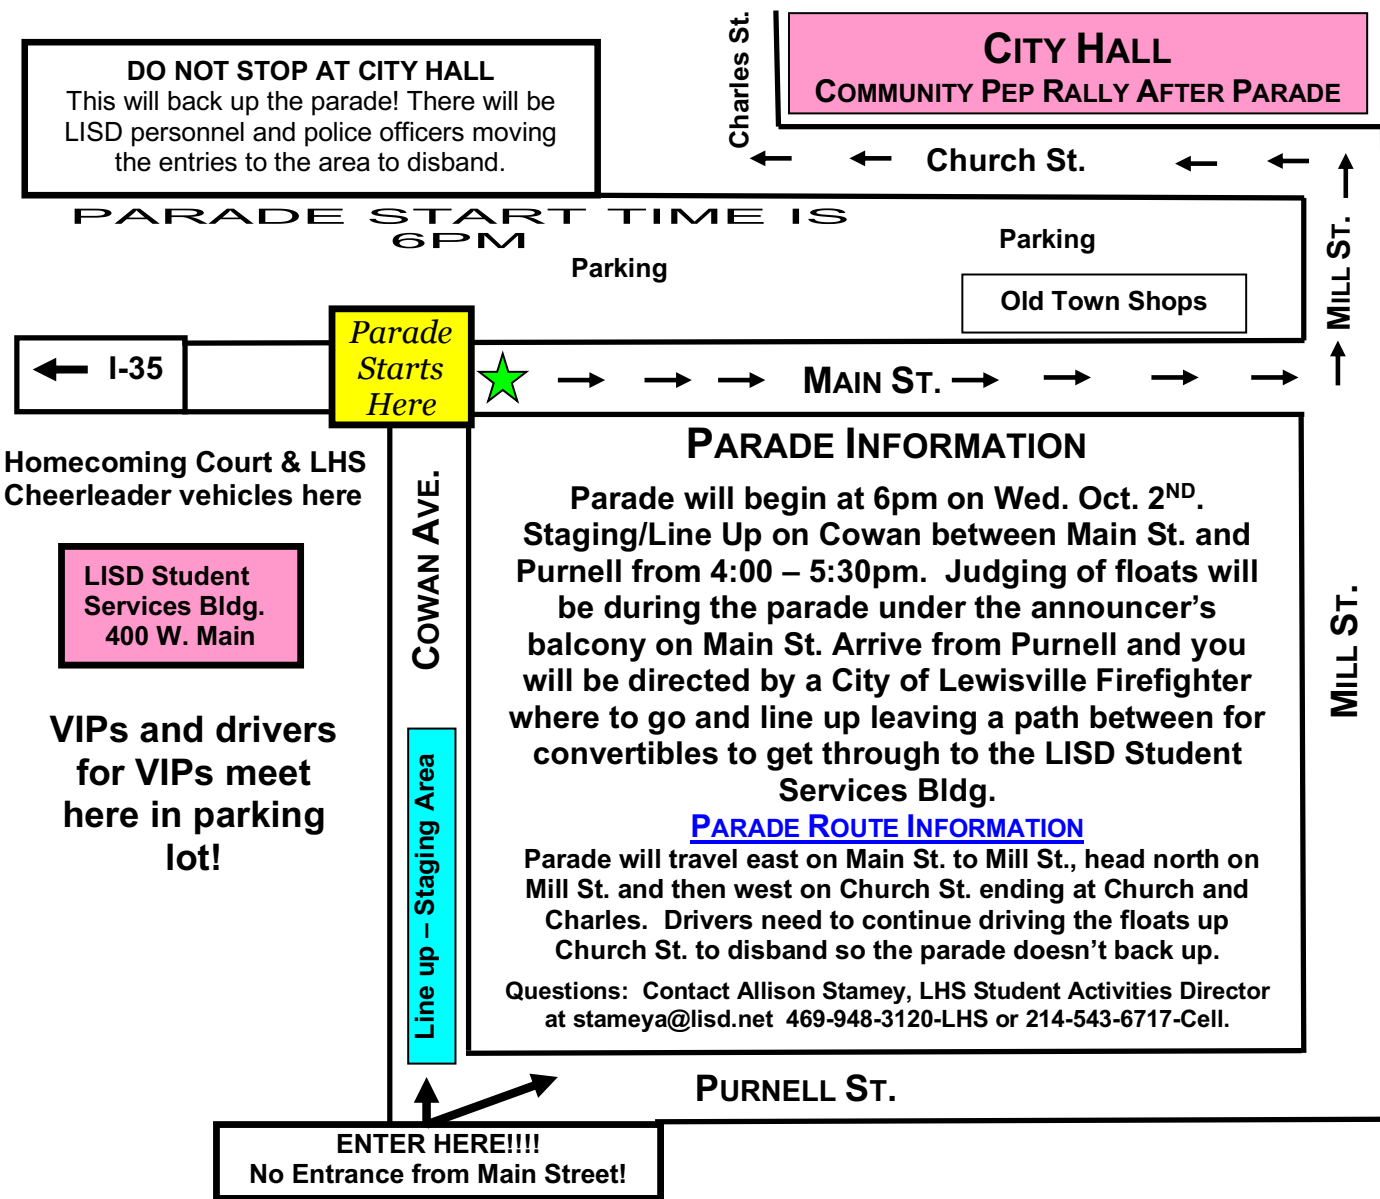 DO NOT STOP AT CITY HALL
This will back up the parade! There will be
LISD personnel and police officers moving
the entries to the area to disband.
Charles St.
CITY HALL
COMMUNITY PEP RALLY AFTER PARADE
Church St.
PARADE START TIME IS
6PM
Parking
Parking
Old Town Shops
MILL ST.
I-35
Parade
Starts
Here
MAIN ST.
Homecoming Court & LHS
Cheerleader vehicles here
LISD Student
Services Bldg.
400 W. Main
VIPs and drivers
for VIPs meet
here in parking
lot!
COWAN AVE.
Line up – Staging Area
PARADE INFORMATION
Parade will begin at 6pm on Wed. Oct. 2ND.
Staging/Line Up on Cowan between Main St. and
Purnell from 4:00 – 5:30pm.  Judging of floats will
be during the parade under the announcer’s
balcony on Main St. Arrive from Purnell and you
will be directed by a City of Lewisville Firefighter
where to go and line up leaving a path between for
convertibles to get through to the LISD Student
Services Bldg.
PARADE ROUTE INFORMATION
Parade will travel east on Main St. to Mill St., head north on
Mill St. and then west on Church St. ending at Church and
Charles.  Drivers need to continue driving the floats up
Church St. to disband so the parade doesn’t back up.
Questions:  Contact Allison Stamey, LHS Student Activities Director
at stameya@lisd.net  469-948-3120-LHS or 214-543-6717-Cell.
MILL ST.
PURNELL ST.
ENTER HERE!!!!
No Entrance from Main Street!